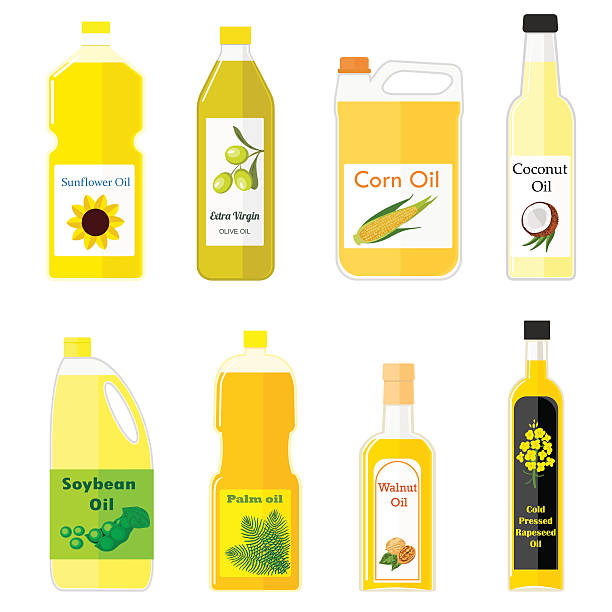 Sunflower Oil
Extra Virgin
OLIVE OIL
Corn Oil
Coconut
Oil
Soybean
Oil
Palm oil
Walnut
Oil
Cold
Pressed
Rapeseed
Oil